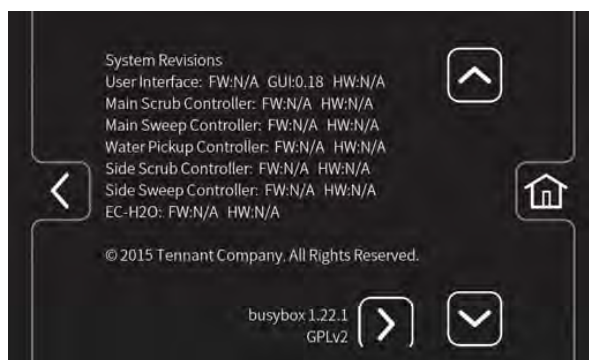 System Revisions
User Interface: FW:N/A GUI:0.18 HW:N/A
Main Scrub Controller: FW:N/A HW:N/A
Main Sweep Controller: FW:N/A HW:N/A
Water Pickup Controller: FW:N/A HW:N/A
Side Scrub Controller: FW:N/A HW:N/A
Side Sweep Controller: FW:N/A HW:N/A
EC-H2O: FW:N/A HW:N/A
© 2015 Tennant Company. All Rights Reserved.
busybox 1.22.1
GPLv2